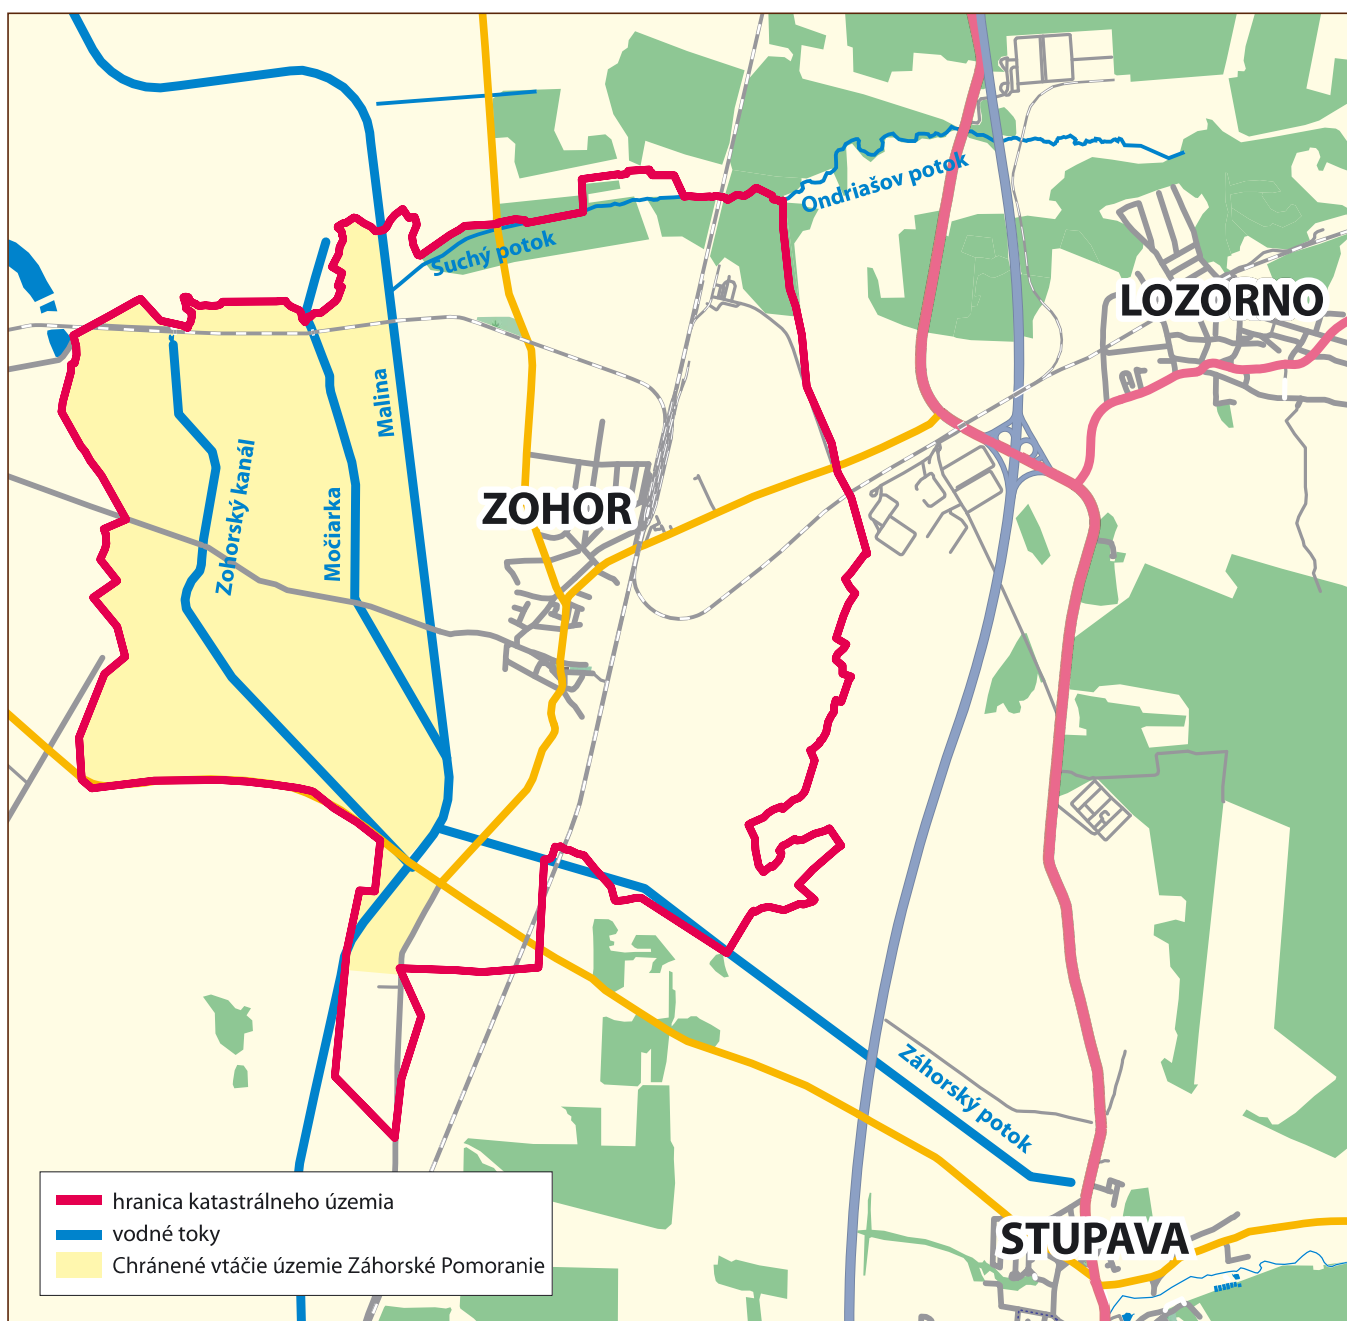 Ondriašov potok
Suchý potok
LOZORNO
Malina
Zohorský kanál
Močiarka
ZOHOR
Záhorský potok
STUPAVA
hranica katastrálneho územia
vodné toky
Chránené vtáčie územie Záhorské Pomoranie